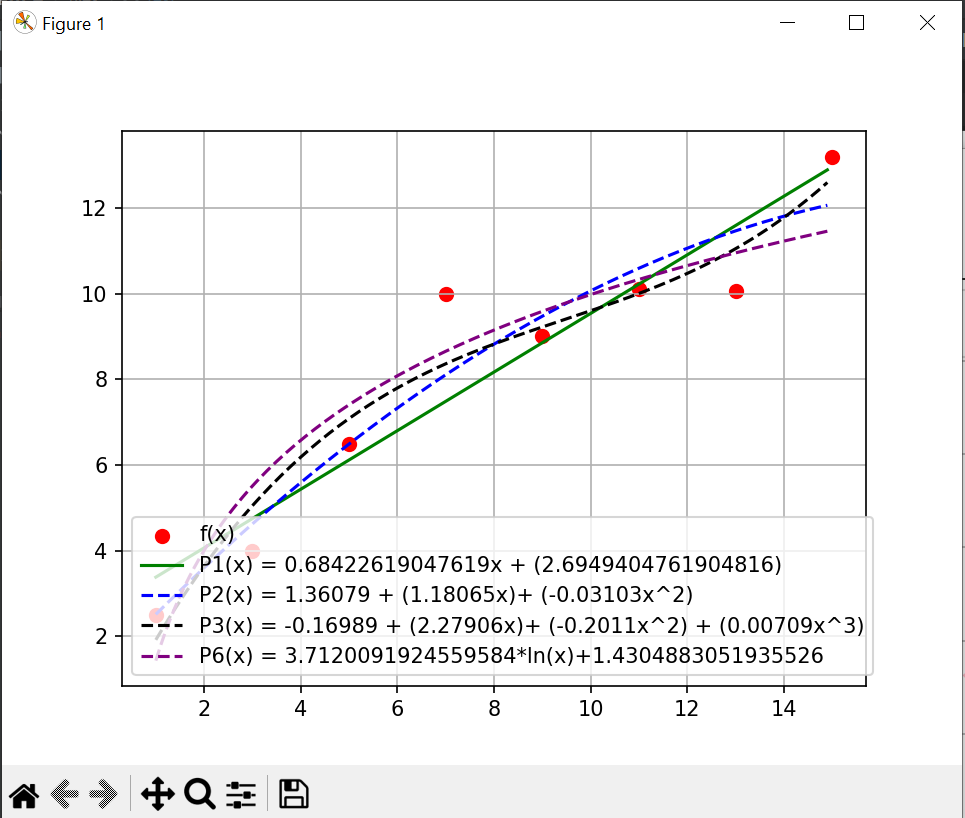 Figure 1
12
10
8
6
4
2
f(x)
P1(x) = 0.68422619047619x + (2.6949404761904816)
P2(x) = 1.36079 + (1.18065x)+ (-0.03103x^2)
P3(x) = -0.16989 + (2.27906x)+ (-0.2011x^2) + (0.00709x^3)
P6(x) = 3.7120091924559584*ln(x)+1.4304883051935526
2 4 6 8 10 12 14